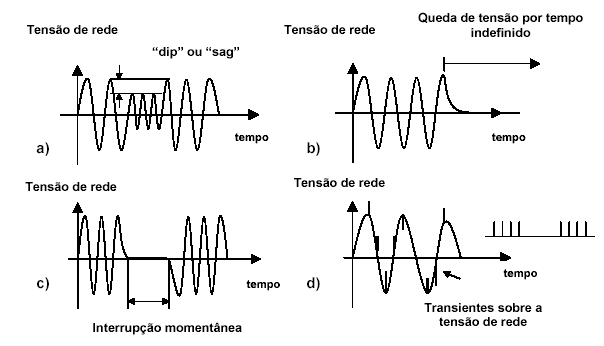 Tensão de rede
"dip" ou "sag"
tempo
a)
Tensão de rede
Queda de tensão por tempo
indefinido
tempo
b)
Tensão de rede
tempo
c)
Interrupção momentânea
Tensão de rede
tempo
d)
Transientes sobre a
tensão de rede